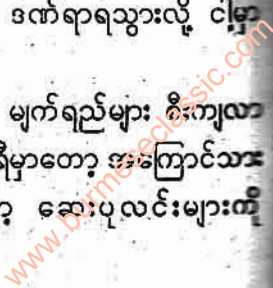 ဒဏ်ရာရသွားလို့ ငါ့မှာ
မျက်ရည်များ စီးကျလာ
ရီမှာတော့ အကြောင်သား
ဆေးပုလင်းများကို
www.burmeseclassic.com